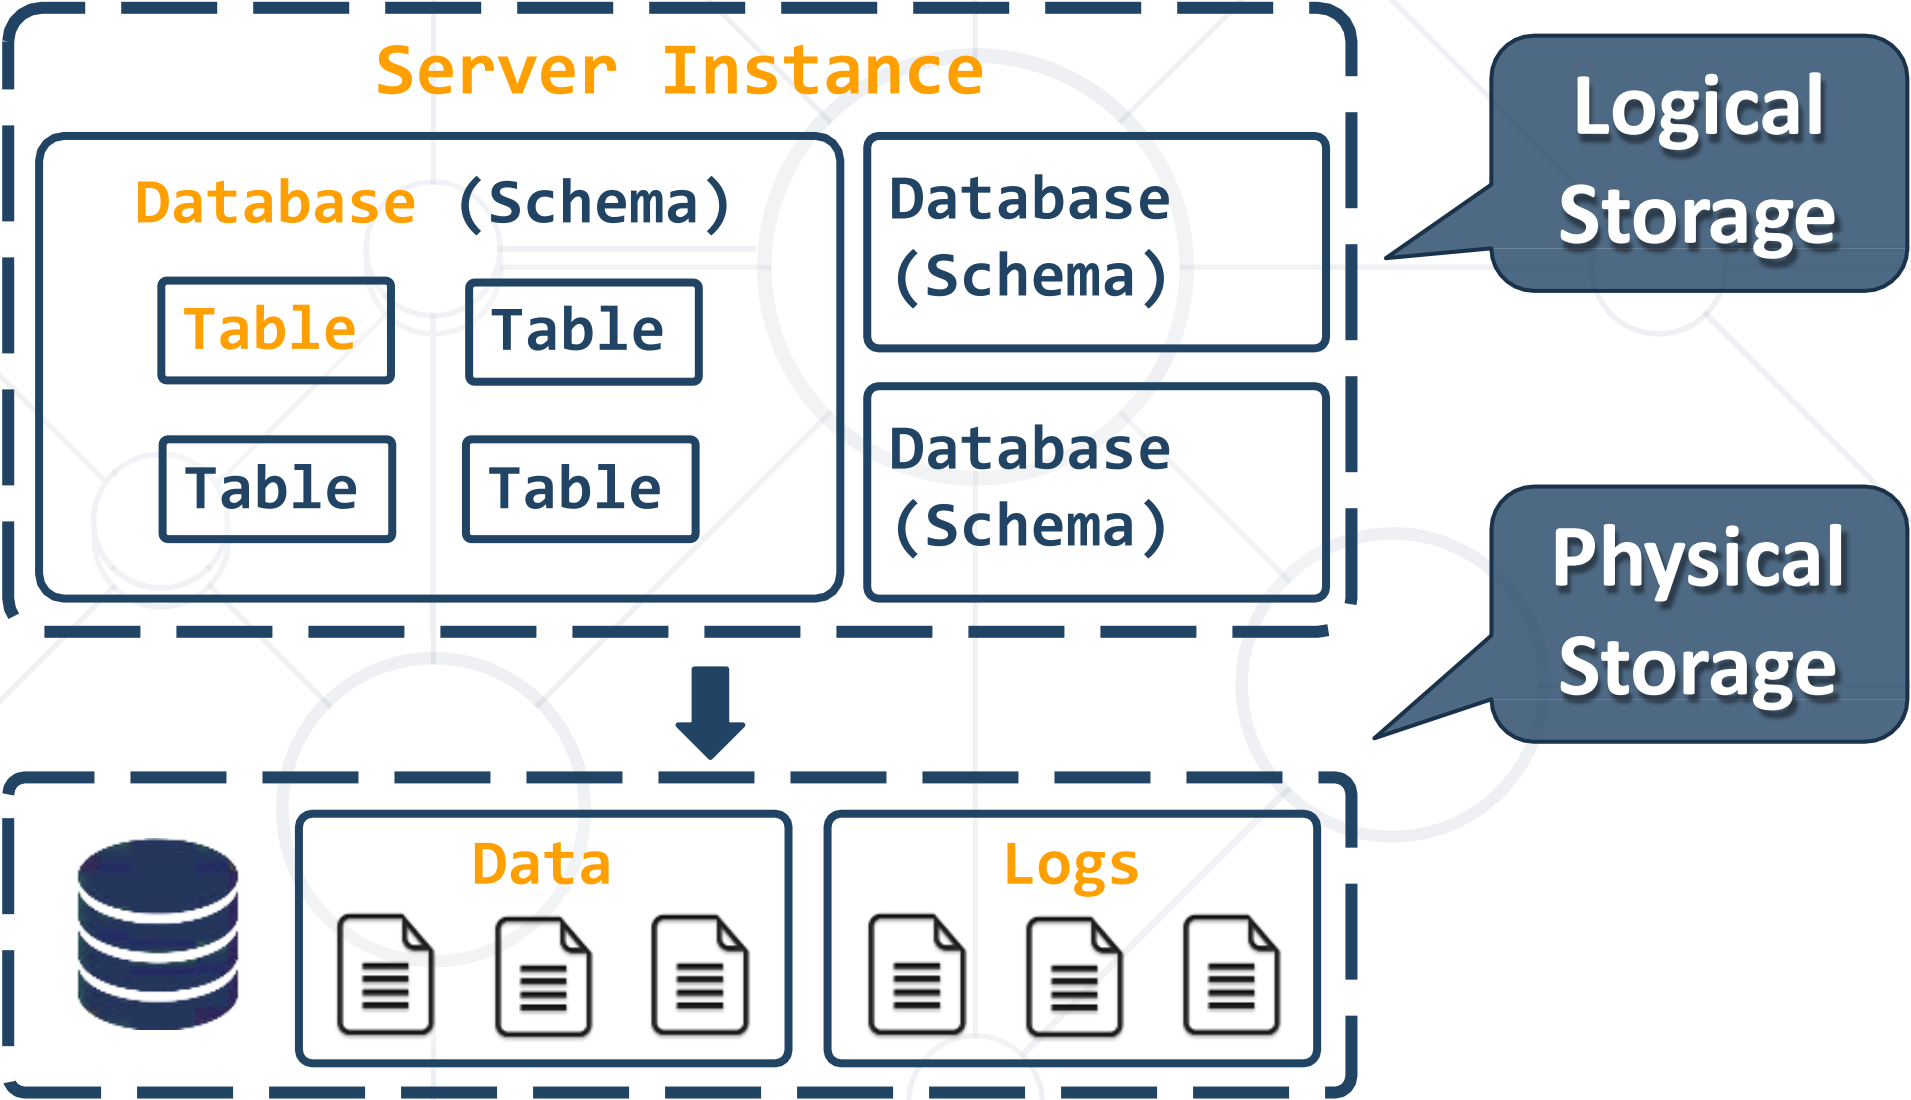 Server Instance
Database (Schema)
Table
Table
Table
Table
Database
(Schema)
Database
(Schema)
Logical
Storage
Physical
Storage
Data
Logs